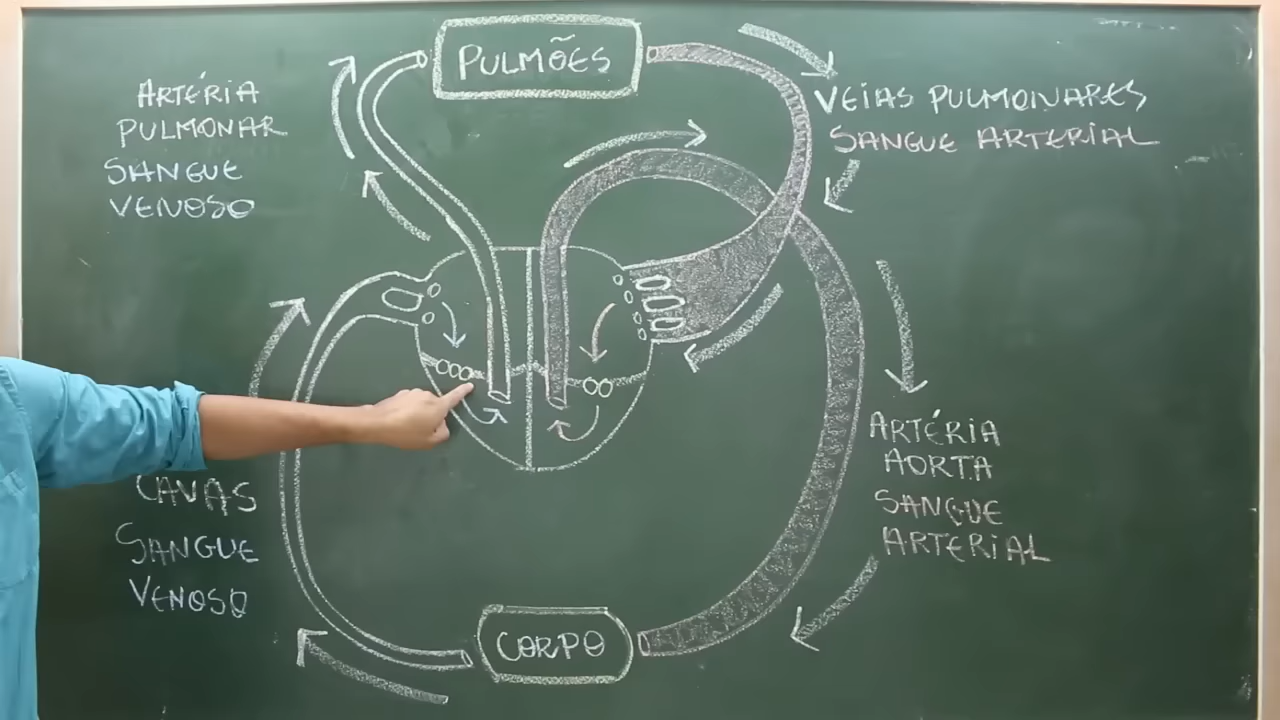 PULMÕES
ARTÉRIA
PULMONAR
SANGUE
VENOSO
VEIAS PULMONARES
SANGUE ARTERIAL
ARTÉRIA
AORTA
SANGUE
ARTERIAL
CAVAS
SANGUE
VENOSO
CORPO